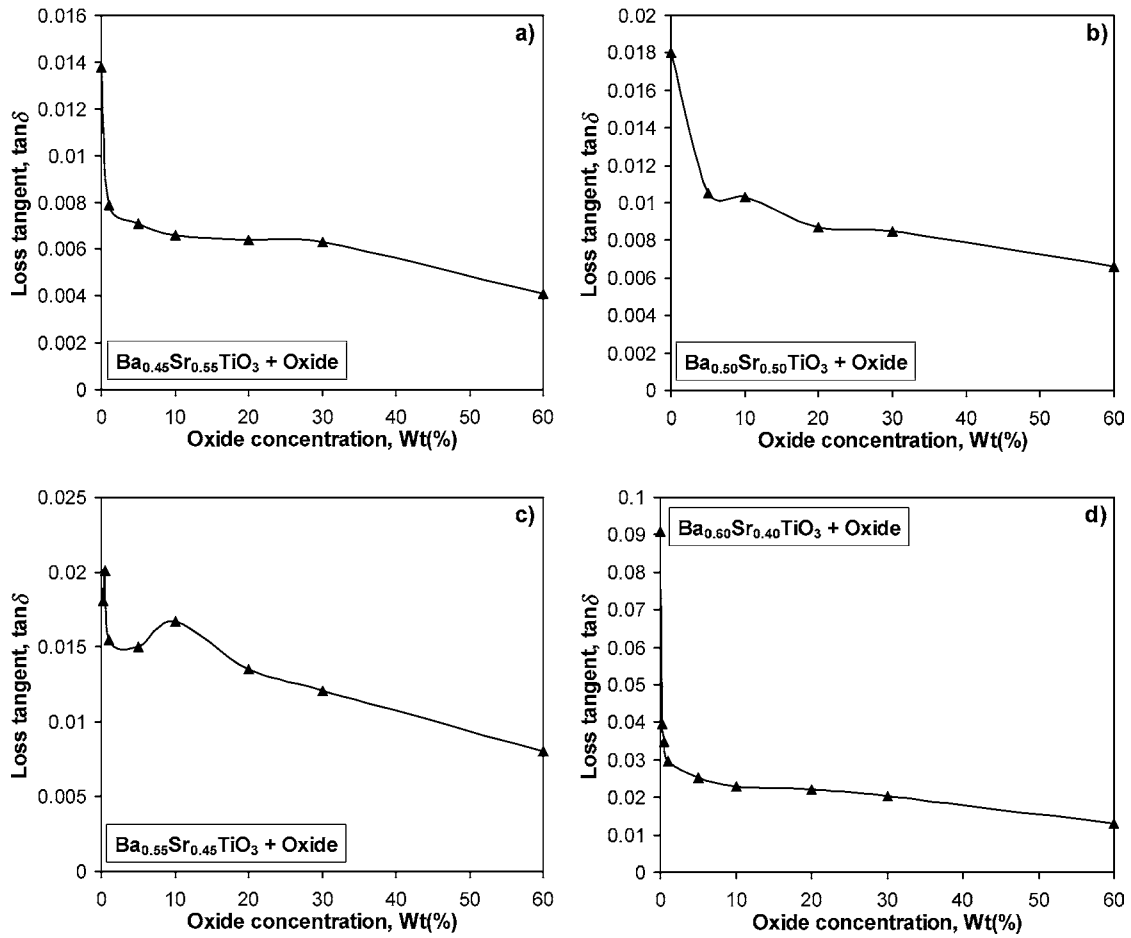 a)
Loss tangent, tanδ
0.016
0.014
0.012
0.01
0.008
0.006
0.004
0.002
0
Ba0.45Sr0.55TiO3 + Oxide
0 10 20 30 40 50 60
Oxide concentration, Wt(%)
b)
Loss tangent, tanδ
0.02
0.018
0.016
0.014
0.012
0.01
0.008
0.006
0.004
0.002
0
Ba0.50Sr0.50TiO3 + Oxide
0 10 20 30 40 50 60
Oxide concentration, Wt(%)
c)
Loss tangent, tanδ
0.025
0.02
0.015
0.01
0.005
0
Ba0.55Sr0.45TiO3 + Oxide
0 10 20 30 40 50 60
Oxide concentration, Wt(%)
d)
Loss tangent, tanδ
0.1
0.09
0.08
0.07
0.06
0.05
0.04
0.03
0.02
0.01
0
Ba0.60Sr0.40TiO3 + Oxide
0 10 20 30 40 50 60
Oxide concentration, Wt(%)